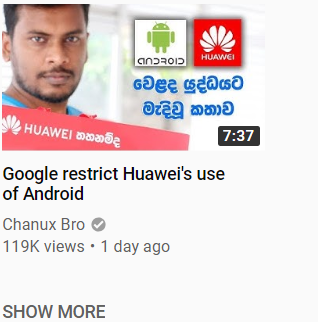 ANDROID
HUAWEI
වෙළද යුද්ධයට
මැදිවූ කතාව
HUAWEI තහනම්ද
7:37
Google restrict Huawei's use
of Android
Chanux Bro
119K views • 1 day ago
SHOW MORE